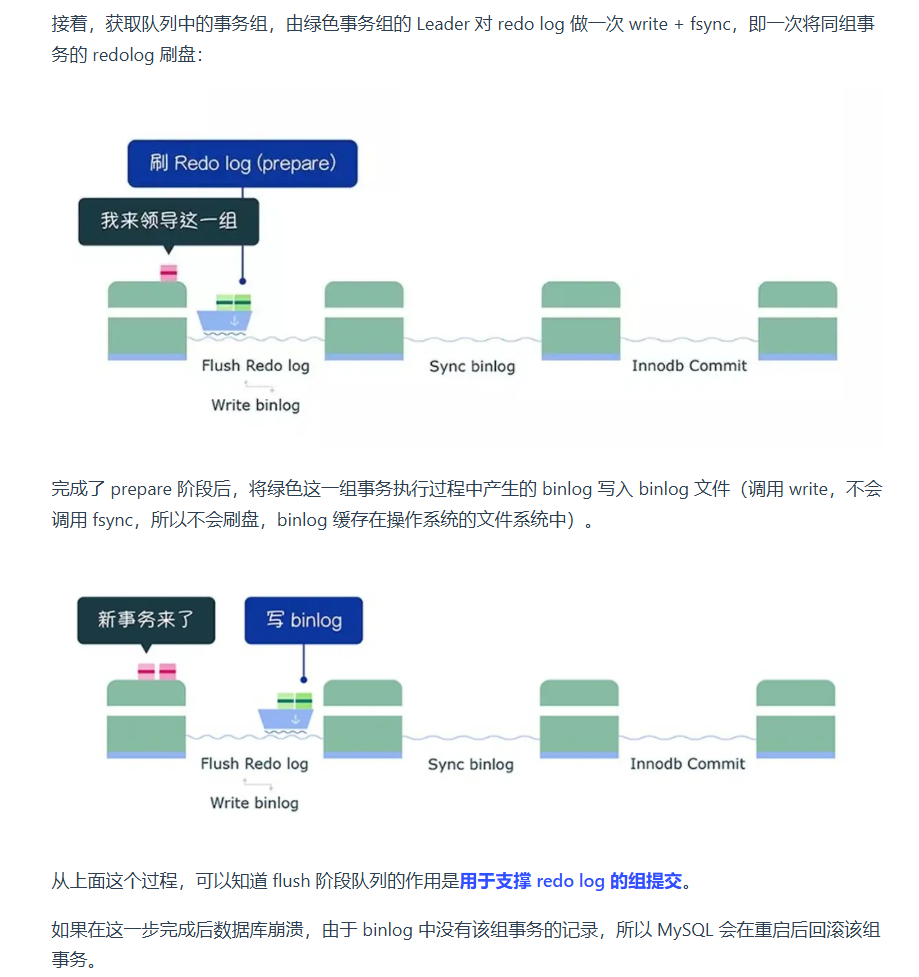 接着，获取队列中的事务组，由绿色事务组的 Leader 对 redo log 做一次 write + fsync，即一次将同组事
务的 redolog 刷盘：
刷 Redo log (prepare)
我来领导这一组
Flush Redo log
Sync binlog
Innodb Commit
Write binlog
完成了 prepare 阶段后，将绿色这一组事务执行过程中产生的 binlog 写入 binlog 文件（调用 write，不会
调用 fsync，所以不会刷盘，binlog 缓存在操作系统的文件系统中）。
新事务来了
写 binlog
Flush Redo log
Sync binlog
Innodb Commit
Write binlog
从上面这个过程，可以知道 flush 阶段队列的作用是用于支撑 redo log 的组提交。
如果在这一步完成后数据库崩溃，由于 binlog 中没有该组事务的记录，所以 MySQL 会在重启后回滚该组
事务。